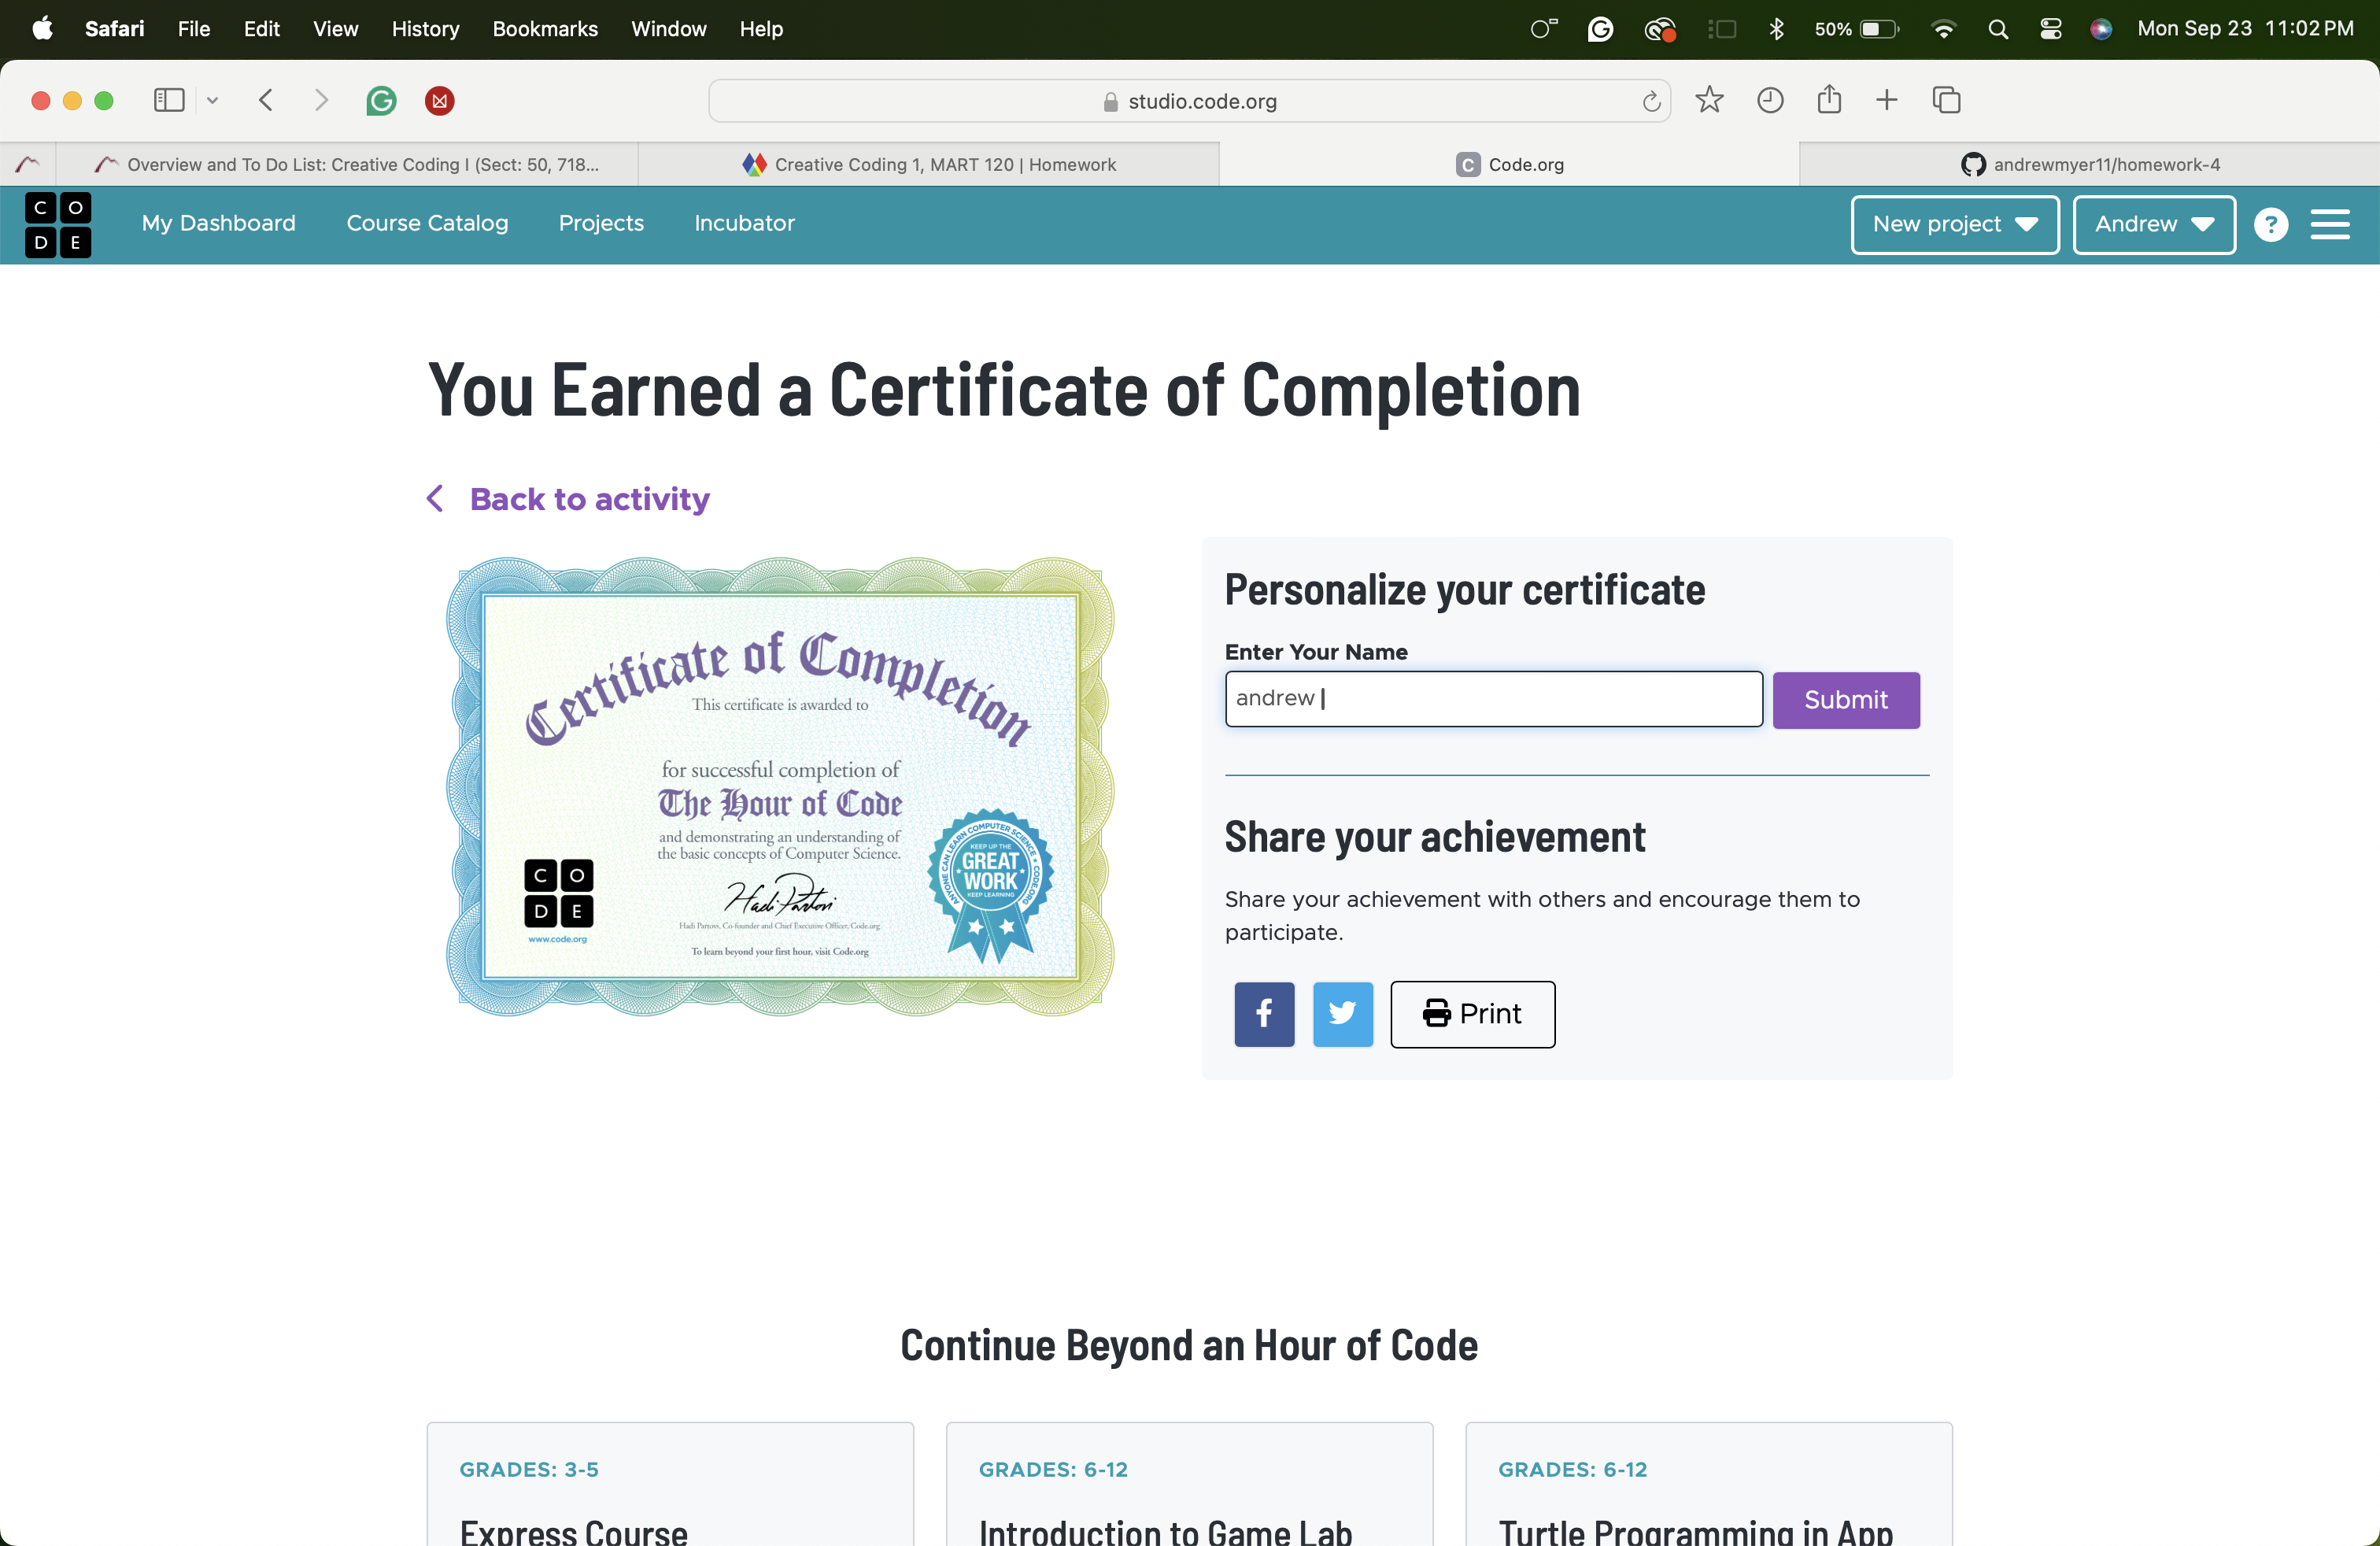 Safari File Edit View History Bookmarks Window Help 50% Mon Sep 23 11:02 PM
studio.code.org
Overview and To Do List: Creative Coding I (Sect: 50, 718... Creative Coding 1, MART 120 | Homework C Code.org andrewmyer11/homework-4
C O
D E
My Dashboard Course Catalog Projects Incubator New project Andrew ?
You Earned a Certificate of Completion
Back to activity
Certificate of Completion
This certificate is awarded to
for successful completion of
The Hour of Code
and demonstrating an understanding of
the basic concepts of Computer Science.
C O
D E
www.code.org
Hadi Partovi
Hadi Partovi, Co-founder and Chief Executive Officer, Code.org
To learn beyond your first hour, visit Code.org
ANYONE CAN LEARN COMPUTER SCIENCE • CODE.ORG
KEEP UP THE
GREAT
WORK
KEEP LEARNING
Personalize your certificate
Enter Your Name
andrew
Submit
Share your achievement
Share your achievement with others and encourage them to
participate.
f Print
Continue Beyond an Hour of Code
GRADES: 3-5
Express Course
GRADES: 6-12
Introduction to Game Lab
GRADES: 6-12
Turtle Programming in App